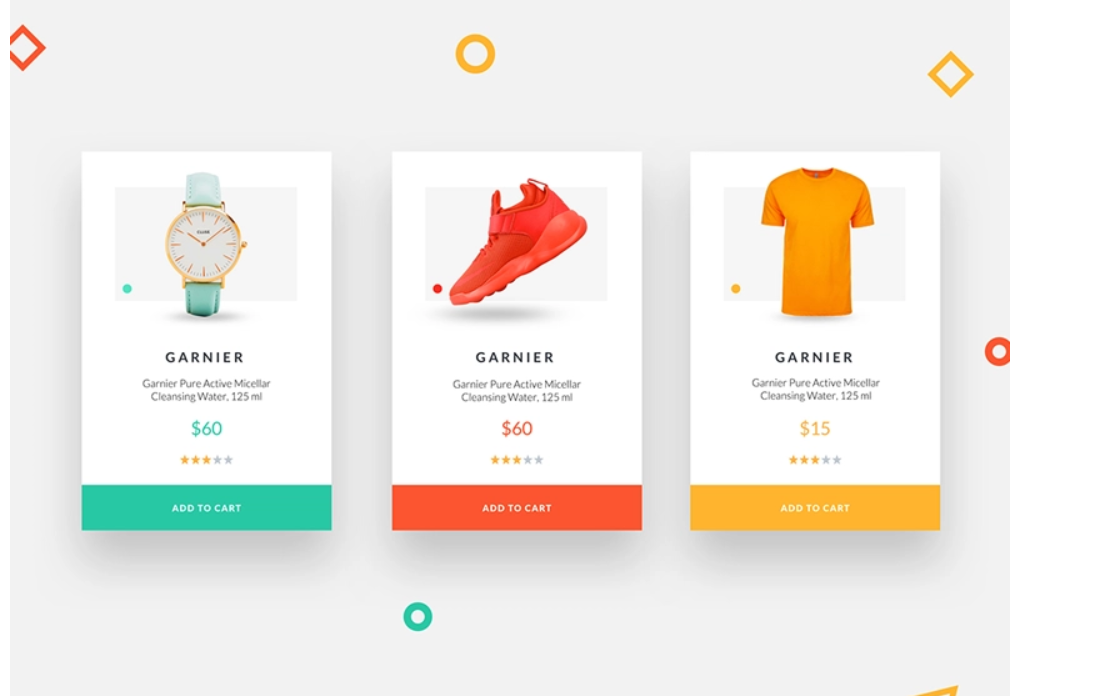 CLUSE
GARNIER
Garnier Pure Active Micellar
Cleansing Water, 125 ml
$60
ADD TO CART
GARNIER
Garnier Pure Active Micellar
Cleansing Water, 125 ml
$60
ADD TO CART
GARNIER
Garnier Pure Active Micellar
Cleansing Water, 125 ml
$15
ADD TO CART